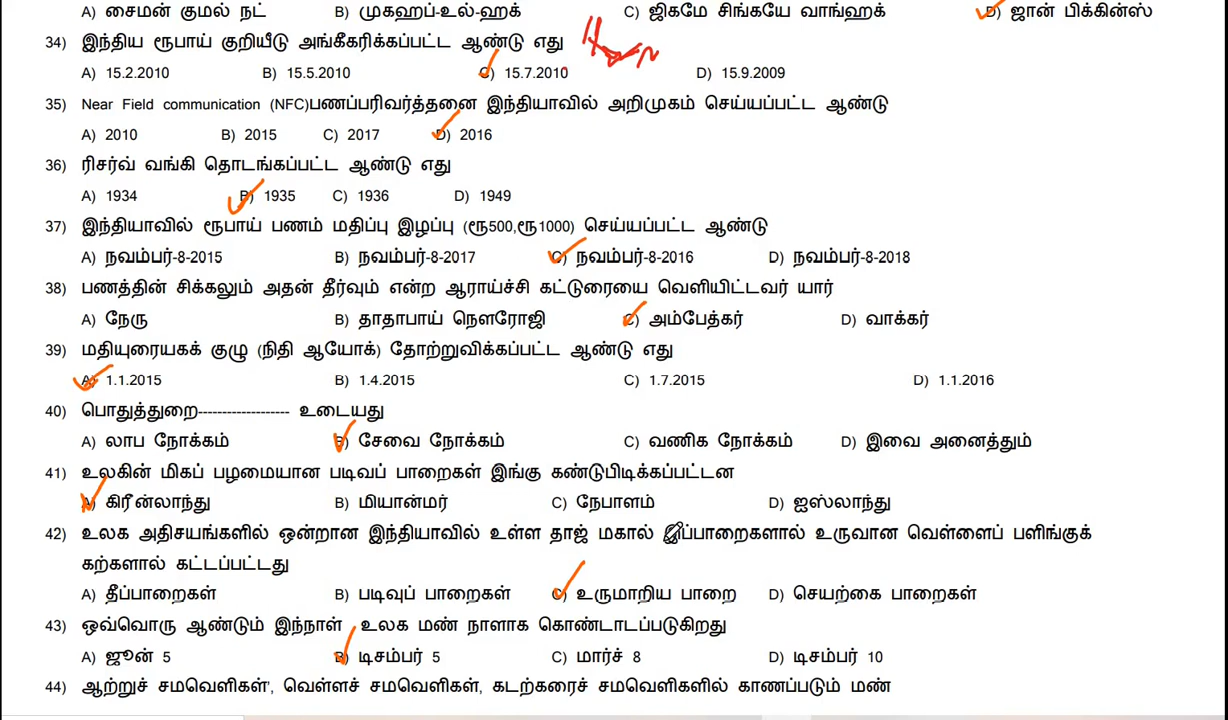 A) சைமன் குமல் நட் B) முகஹப்-உல்-ஹக் C) ஜிகமே சிங்கயே வாங்ஹக் D) ஜான் பிக்கின்ஸ்
34) இந்திய ரூபாய் குறியீடு அங்கீகரிக்கப்பட்ட ஆண்டு எது
A) 15.2.2010 B) 15.5.2010 C) 15.7.2010 D) 15.9.2009
35) Near Field communication (NFC)பணப்பரிவர்த்தனை இந்தியாவில் அறிமுகம் செய்யப்பட்ட ஆண்டு
A) 2010 B) 2015 C) 2017 D) 2016
36) ரிசர்வ் வங்கி தொடங்கப்பட்ட ஆண்டு எது
A) 1934 B) 1935 C) 1936 D) 1949
37) இந்தியாவில் ரூபாய் பணம் மதிப்பு இழப்பு (ரூ500,ரூ1000) செய்யப்பட்ட ஆண்டு
A) நவம்பர்-8-2015 B) நவம்பர்-8-2017 C) நவம்பர்-8-2016 D) நவம்பர்-8-2018
38) பணத்தின் சிக்கலும் அதன் தீர்வும் என்ற ஆராய்ச்சி கட்டுரையை வெளியிட்டவர் யார்
A) நேரு B) தாதாபாய் நௌரோஜி C) அம்பேத்கர் D) வாக்கர்
39) மதியுரையகக் குழு (நிதி ஆயோக்) தோற்றுவிக்கப்பட்ட ஆண்டு எது
A) 1.1.2015 B) 1.4.2015 C) 1.7.2015 D) 1.1.2016
40) பொதுத்துறை------------------- உடையது
A) லாப நோக்கம் B) சேவை நோக்கம் C) வணிக நோக்கம் D) இவை அனைத்தும்
41) உலகின் மிகப் பழமையான படிவப் பாறைகள் இங்கு கண்டுபிடிக்கப்பட்டன
A) கிரீன்லாந்து B) மியான்மர் C) நேபாளம் D) ஐஸ்லாந்து
42) உலக அதிசயங்களில் ஒன்றான இந்தியாவில் உள்ள தாஜ் மகால் இப்பாறைகளால் உருவான வெள்ளைப் பளிங்குக்
கற்களால் கட்டப்பட்டது
A) தீப்பாறைகள் B) படிவுப் பாறைகள் C) உருமாறிய பாறை D) செயற்கை பாறைகள்
43) ஒவ்வொரு ஆண்டும் இந்நாள் உலக மண் நாளாக கொண்டாடப்படுகிறது
A) ஜூன் 5 B) டிசம்பர் 5 C) மார்ச் 8 D) டிசம்பர் 10
44) ஆற்றுச் சமவெளிகள்', வெள்ளச் சமவெளிகள், கடற்கரைச் சமவெளிகளில் காணப்படும் மண்